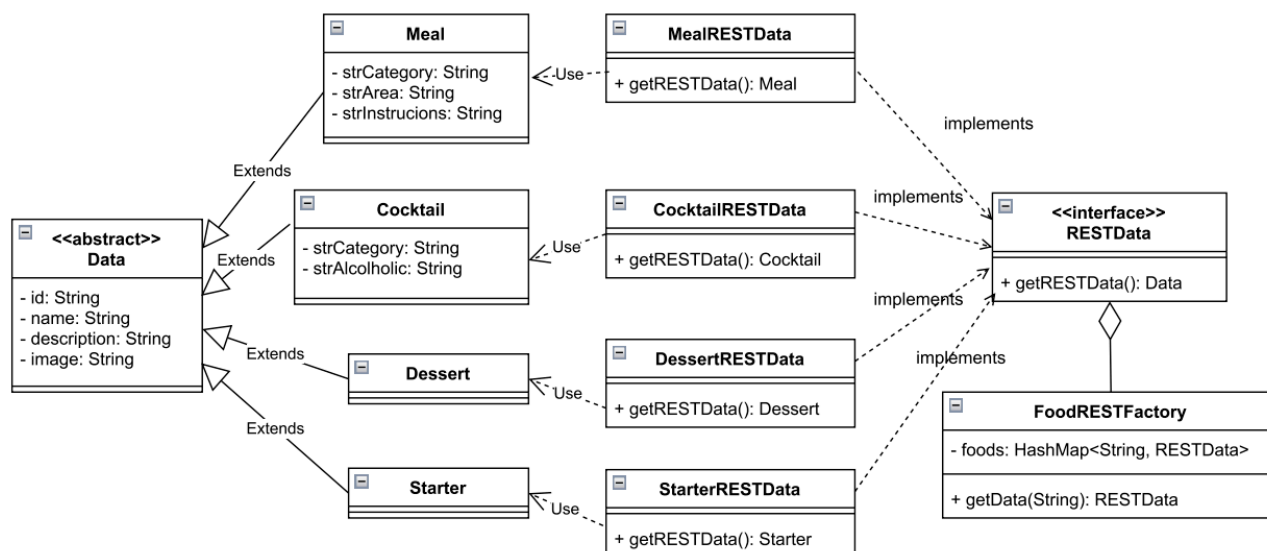 Meal
- strCategory: String
- strArea: String
- strInstrucions: String
MealRESTData
+ getRESTData(): Meal
Use
implements
Extends
Cocktail
- strCategory: String
- strAlcolholic: String
CocktailRESTData
+ getRESTData(): Cocktail
Use
implements
Extends
<<abstract>>
Data
- id: String
- name: String
- description: String
- image: String
<<interface>>
RESTData
+ getRESTData(): Data
implements
Extends
Dessert
DessertRESTData
+ getRESTData(): Dessert
Use
implements
Extends
Starter
StarterRESTData
+ getRESTData(): Starter
Use
FoodRESTFactory
- foods: HashMap<String, RESTData>
+ getData(String): RESTData